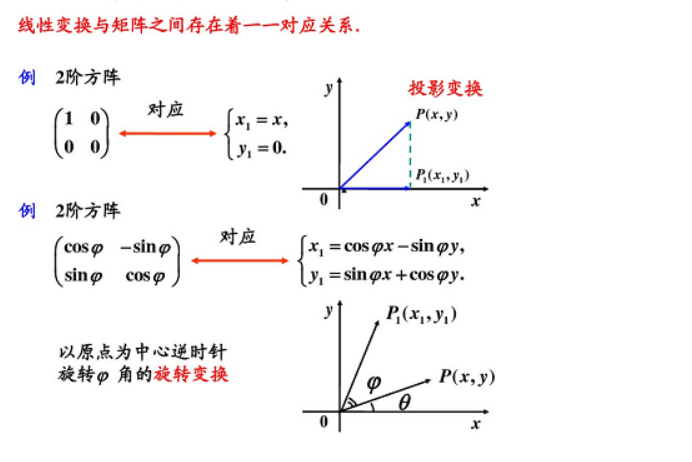 线性变换与矩阵之间存在着一一对应关系.
例 2阶方阵
投影变换
(1 0
0 0)
对应
{x₁ = x,
y₁ = 0.
y
P(x,y)
P₁(x₁,y₁)
0
x
例 2阶方阵
(cosφ −sinφ
sinφ cosφ)
对应
{x₁ = cosφx − sinφy,
y₁ = sinφx + cosφy.
以原点为中心逆时针
旋转φ 角的旋转变换
y
P₁(x₁,y₁)
φ
P(x,y)
θ
0
x